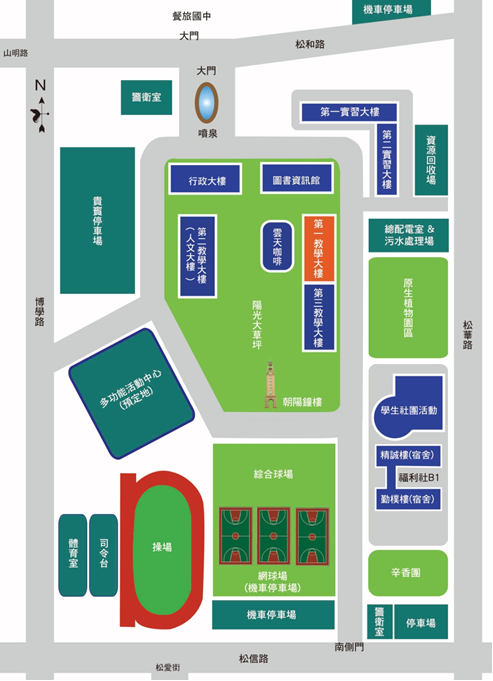 機車停車場
餐旅國中
大門
松和路
山明路
大門
N
警衛室
噴泉
第一實習大樓
第二實習大樓
資源回收場
貴賓停車場
行政大樓
圖書資訊館
第二教學大樓
(人文大樓)
雲天咖啡
第一教學大樓
總配電室 &
污水處理場
第三教學大樓
原生植物園區
博學路
陽光大草坪
松華路
多功能活動中心
(預定地)
朝陽鐘樓
學生社團活動
精誠樓(宿舍)
福利社B1
勤樸樓(宿舍)
綜合球場
體育室
司令台
操場
網球場
(機車停車場)
辛香園
機車停車場
警衛室
停車場
南側門
松信路
松愛街